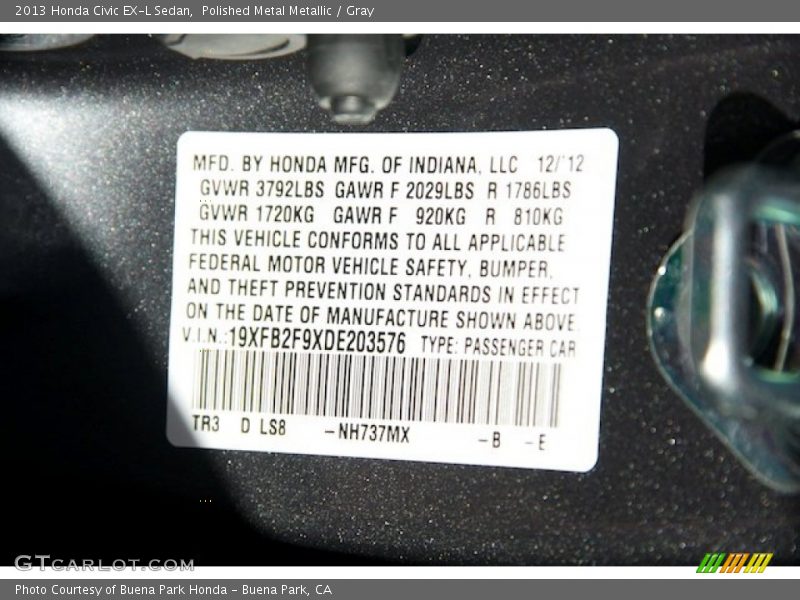 2013 Honda Civic EX-L Sedan,  Polished Metal Metallic / Gray
MFD. BY HONDA MFG. OF INDIANA, LLC  12/'12
GVWR 3792LBS GAWR F 2029LBS R 1786LBS
GVWR 1720KG GAWR F 920KG R 810KG
THIS VEHICLE CONFORMS TO ALL APPLICABLE
FEDERAL MOTOR VEHICLE SAFETY, BUMPER,
AND THEFT PREVENTION STANDARDS IN EFFECT
ON THE DATE OF MANUFACTURE SHOWN ABOVE.
V.I.N.:19XFB2F9XDE203576 TYPE: PASSENGER CAR
TR3 D LS8 -NH737MX -B -E
GTCARLOT.COM
Photo Courtesy of Buena Park Honda - Buena Park, CA